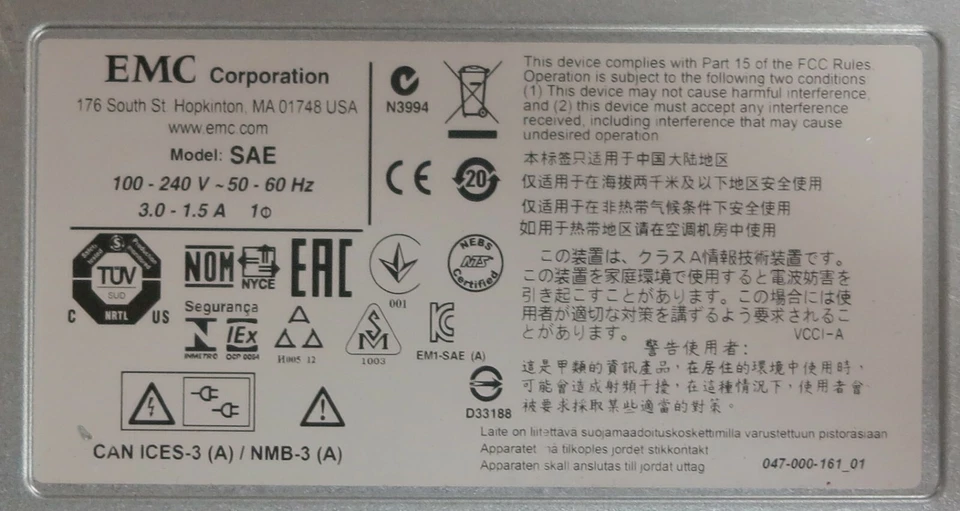 EMC Corporation
176 South St Hopkinton, MA 01748 USA
www.emc.com
Model: SAE
100 - 240 V ~ 50 - 60 Hz
3.0 - 1.5 A 1Φ
N3994
CE
20
This device complies with Part 15 of the FCC Rules.
Operation is subject to the following two conditions
(1) This device may not cause harmful interference,
and (2) this device must accept any interference
received, including interference that may cause
undesired operation
本标签只适用于中国大陆地区
仅适用于在海拔两千米及以下地区安全使用
仅适用于在非热带气候条件下安全使用
如用于热带地区请在空调机房中使用
この装置は、クラスA情報技術装置です。
この装置を家庭環境で使用すると電波妨害を
引き起こすことがあります。この場合には使
用者が適切な対策を講ずるよう要求されるこ
とがあります。 VCCI-A
警告使用者:
這是甲類的資訊產品,在居住的環境中使用時,
可能會造成射頻干擾,在這種情況下,使用者會
被要求採取某些適當的對策。
TÜV
SUD
NRTL
C US
NOM
NYCE
EAC
001
NEBS
NTS
Certified
Segurança
INMETRO
IEx
OCP 0004
H005 12
SM
1003
KC
EM1-SAE (A)
D33188
CAN ICES-3 (A) / NMB-3 (A)
Laite on liitettävä suojamaadoituskoskettimilla varustettuun pistorasiaan
Apparatet må tilkoples jordet stikkontakt
Apparaten skall anslutas till jordat uttag
047-000-161_01